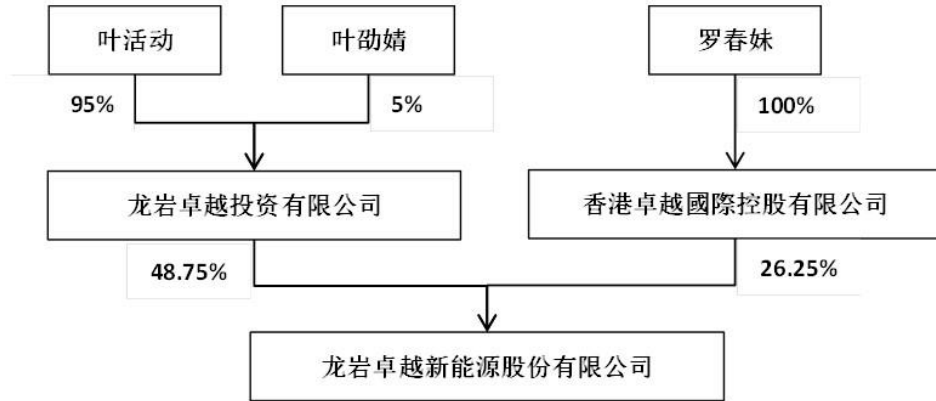 叶活动
叶劭婧
罗春妹
95%
5%
100%
龙岩卓越投资有限公司
香港卓越國際控股有限公司
48.75%
26.25%
龙岩卓越新能源股份有限公司